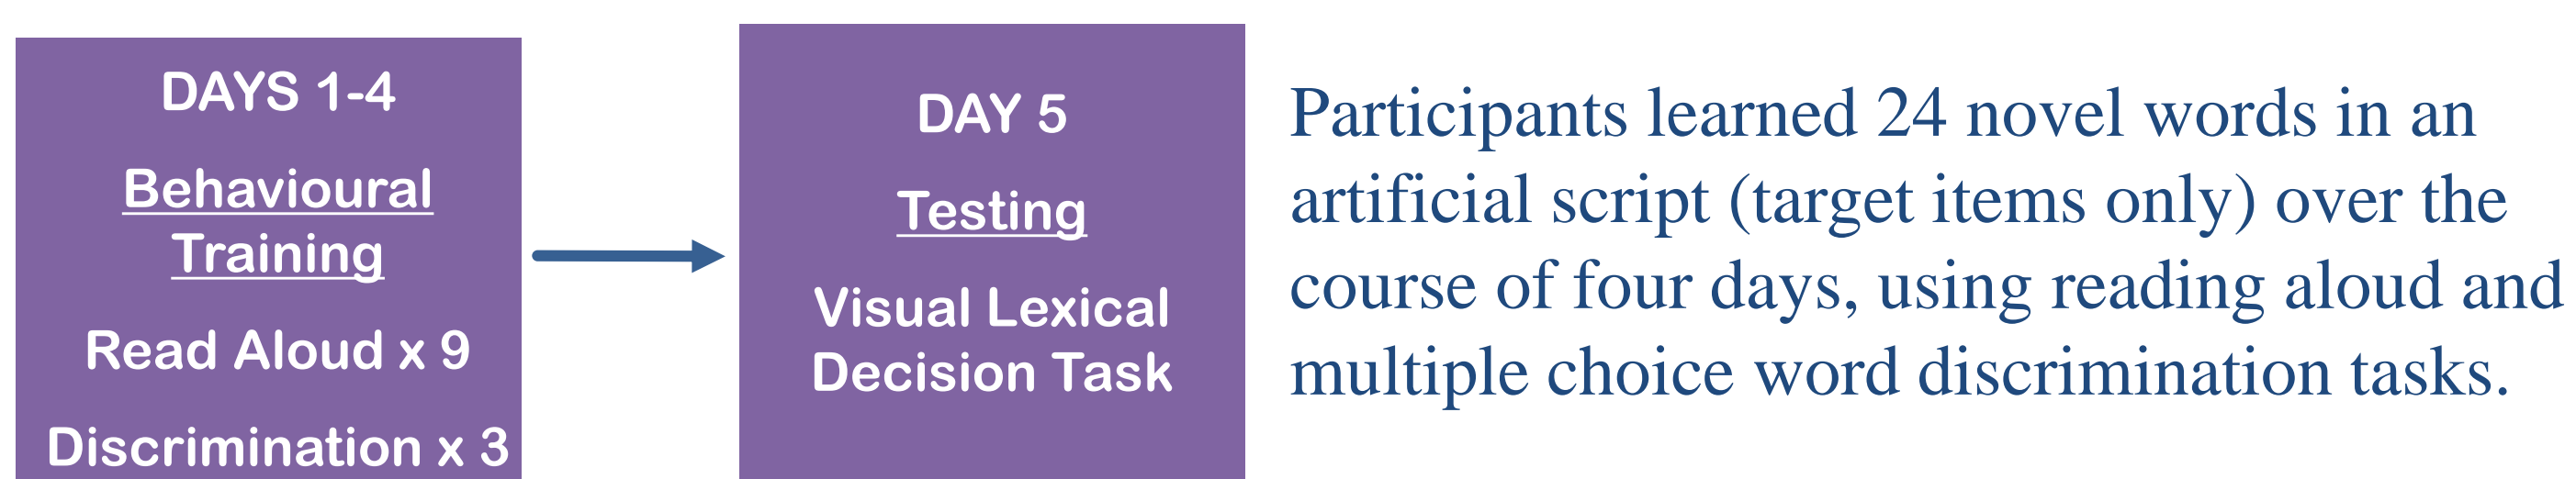 DAYS 1-4
Behavioural
Training
Read Aloud x 9
Discrimination x 3
DAY 5
Testing
Visual Lexical
Decision Task
Participants learned 24 novel words in an
artificial script (target items only) over the
course of four days, using reading aloud and
multiple choice word discrimination tasks.